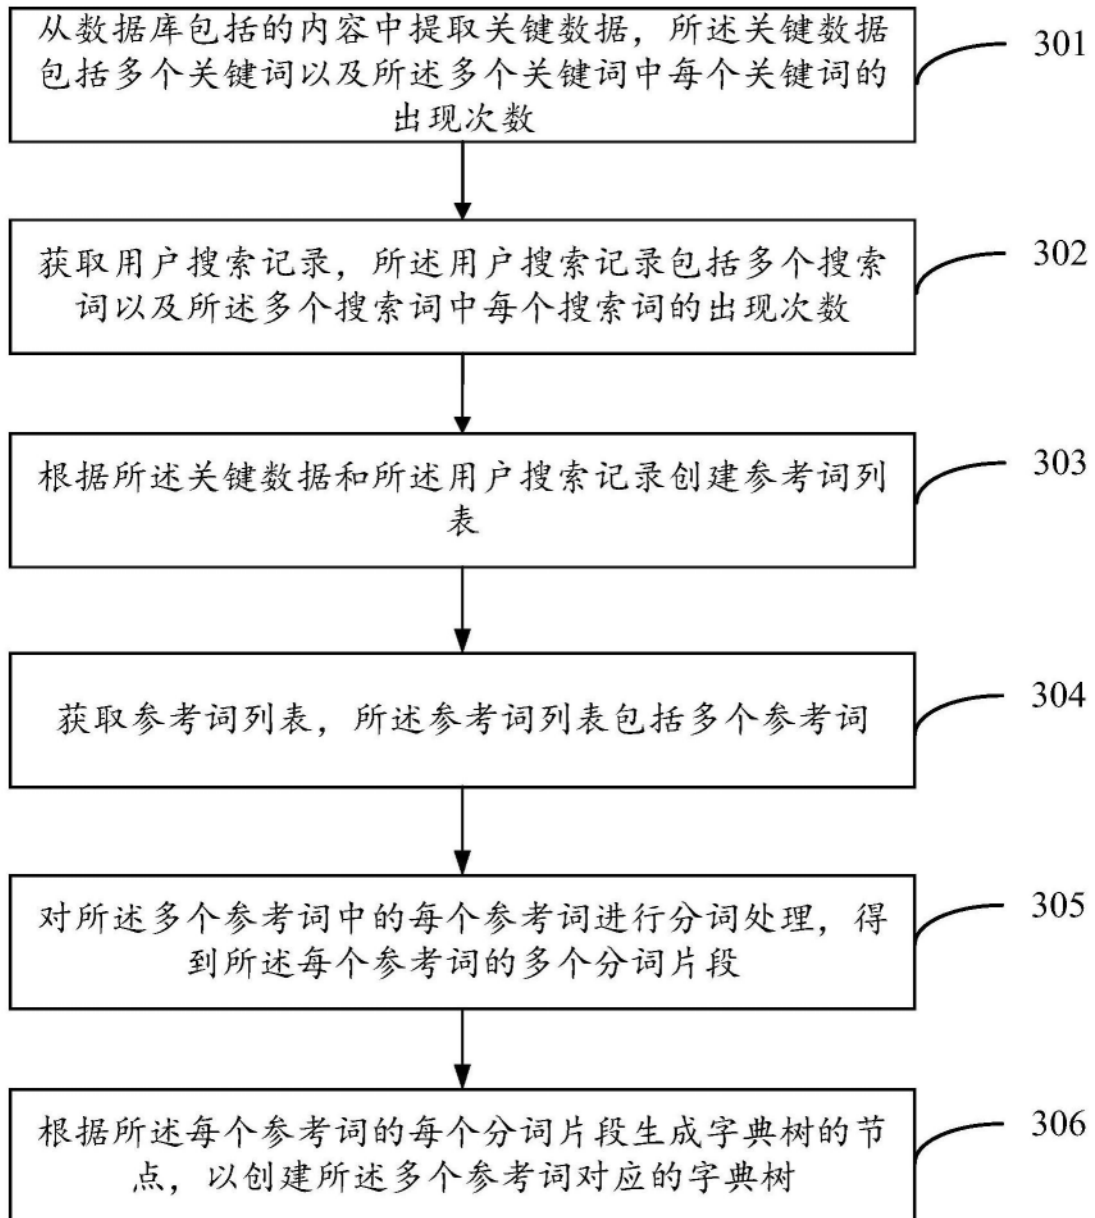 从数据库包括的内容中提取关键数据，所述关键数据
包括多个关键词以及所述多个关键词中每个关键词的
出现次数
301
获取用户搜索记录，所述用户搜索记录包括多个搜索
词以及所述多个搜索词中每个搜索词的出现次数
302
根据所述关键数据和所述用户搜索记录创建参考词列
表
303
获取参考词列表，所述参考词列表包括多个参考词
304
对所述多个参考词中的每个参考词进行分词处理，得
到所述每个参考词的多个分词片段
305
根据所述每个参考词的每个分词片段生成字典树的节
点，以创建所述多个参考词对应的字典树
306